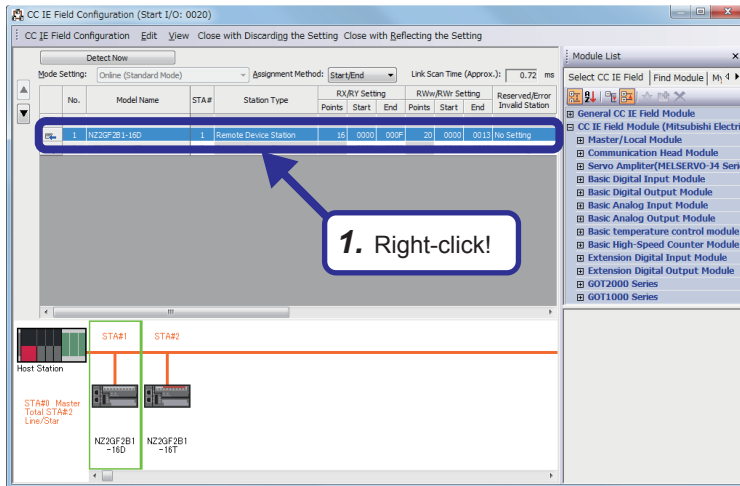 CC IE Field Configuration (Start I/O: 0020)
CC IE Field Configuration Edit View Close with Discarding the Setting Close with Reflecting the Setting
Detect Now
Mode Setting: Online (Standard Mode) Assignment Method: Start/End Link Scan Time (Approx.): 0.72 ms
No. Model Name STA# Station Type RX/RY Setting RWw/RWr Setting Reserved/Error Invalid Station
Points Start End Points Start End
1 NZ2GF2B1-16D 1 Remote Device Station 16 0000 000F 20 0000 0013 No Setting
1. Right-click!
Host Station
STA#0 Master
Total STA#2
Line/Star
STA#1 STA#2
NZ2GF2B1
-16D
NZ2GF2B1
-16T
Module List
Select CC IE Field Find Module My
General CC IE Field Module
CC IE Field Module (Mitsubishi Electri
Master/Local Module
Communication Head Module
Servo Ampliter(MELSERVO-J4 Seri
Basic Digital Input Module
Basic Digital Output Module
Basic Analog Input Module
Basic Analog Output Module
Basic temperature control module
Basic High-Speed Counter Module
Extension Digital Input Module
Extension Digital Output Module
GOT2000 Series
GOT1000 Series